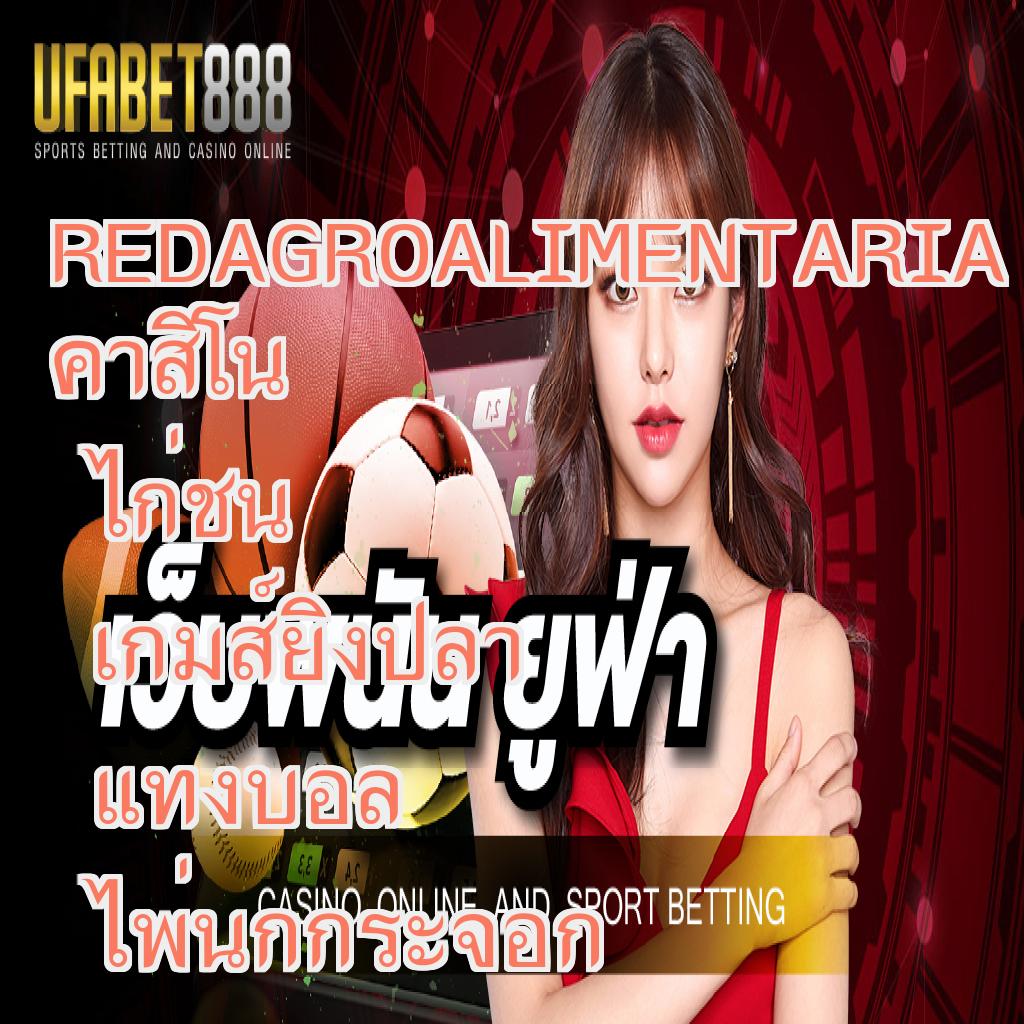 UFABET888
SPORTS BETTING AND CASINO ONLINE
REDAGROALIMENTARIA
คาสิโน
ไก่ชน
เกมส์ยิงปลา
เว็บพนัน ยูฟ่า
แทงบอล
CASINO ONLINE AND SPORT BETTING
ไพ่นกกระจอก